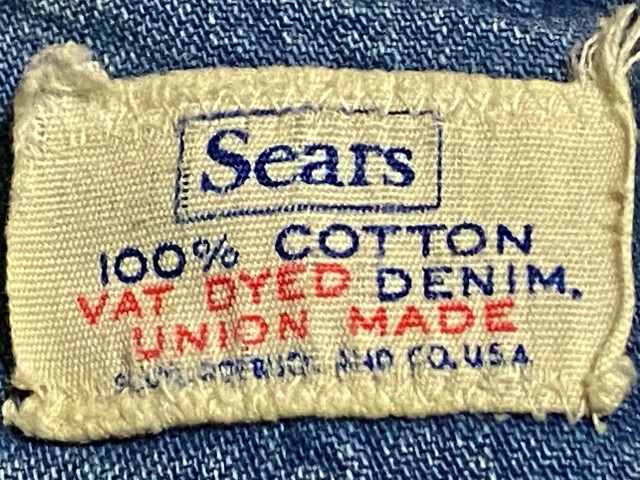 Sears
100% COTTON
VAT DYED DENIM.
UNION MADE
ROEBUCK AND CO. U.S.A.